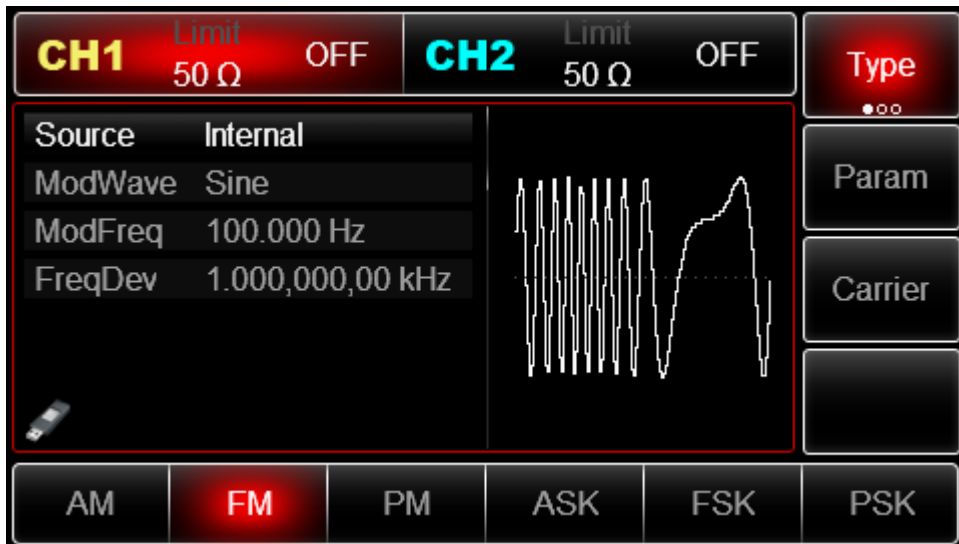 CH1 Limit 50 Ω OFF
CH2 Limit 50 Ω OFF
Type
Source Internal
ModWave Sine
ModFreq 100.000 Hz
FreqDev 1.000,000,00 kHz
Param
Carrier
AM FM PM ASK FSK PSK